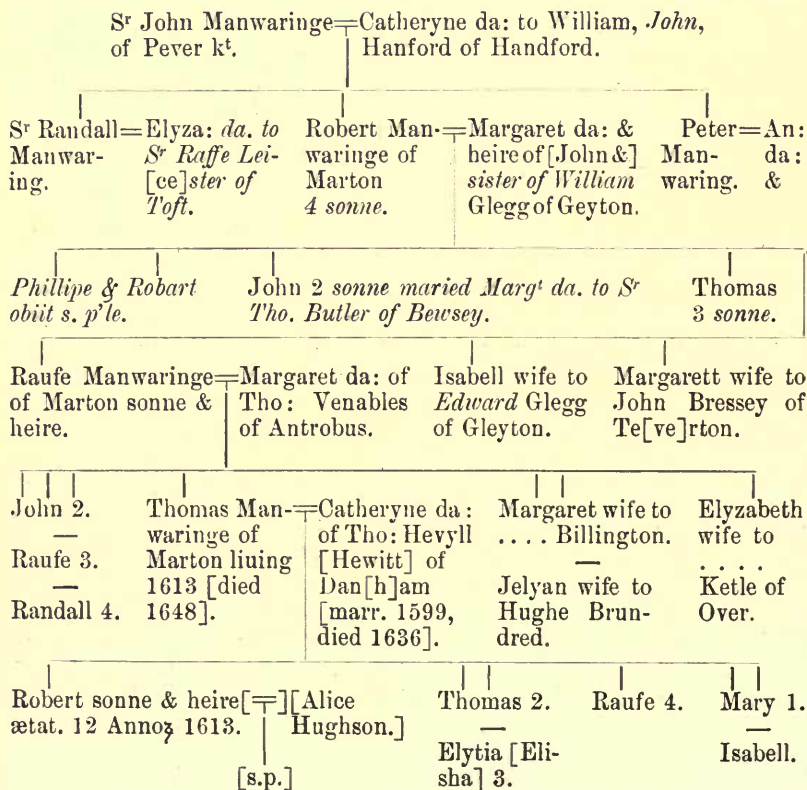 Sʳ John Manwaringe=Catheryne da: to William, John,
of Pever kᵗ. Hanford of Handford.
Sʳ Randall=Elyza: da. to
Manwar- Sʳ Raffe Lei-
ing. [ce]ster of
Toft.
Robert Man-=Margaret da: &
waringe of heire of [John &]
Marton sister of William
4 sonne. Glegg of Geyton.
Peter=An:
Man- da:
waring. &
Phillipe & Robart
obiit s. p'le.
John 2 sonne maried Margᵗ da. to Sʳ
Tho. Butler of Bewsey.
Thomas
3 sonne.
Raufe Manwaringe=Margaret da: of
of Marton sonne & Tho: Venables
heire. of Antrobus.
Isabell wife to
Edward Glegg
of Gleyton.
Margarett wife to
John Bressey of
Te[ve]rton.
John 2.
—
Raufe 3.
—
Randall 4.
Thomas Man-=Catheryne da:
waringe of of Tho: Hevyll
Marton liuing [Hewitt] of
1613 [died Dan[h]am
1648]. [marr. 1599,
died 1636].
Margaret wife to
.... Billington.
—
Jelyan wife to
Hughe Brun-
dred.
Elyzabeth
wife to
....
Ketle of
Over.
Robert sonne & heire[=][Alice
ætat. 12 Annoꝫ 1613. Hughson.]
[s.p.]
Thomas 2.
—
Elytia [Eli-
sha] 3.
Raufe 4.
Mary 1.
—
Isabell.